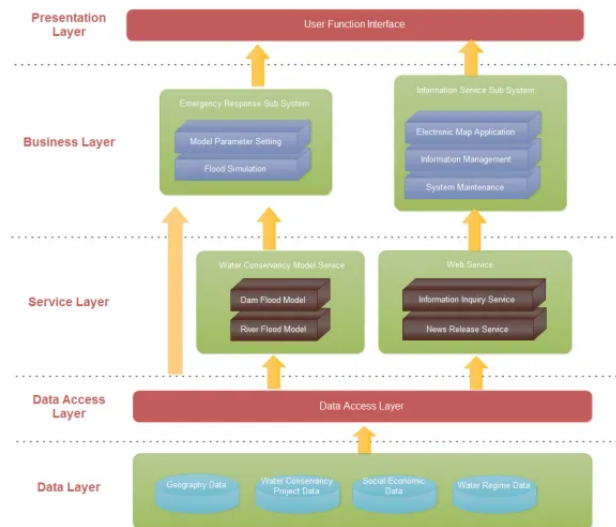 Presentation
Layer
User Function Interface
Business Layer
Emergency Response Sub System
Model Parameter Setting
Flood Simulation
Information Service Sub System
Electronic Map Application
Information Management
System Maintenance
Service Layer
Water Conservancy Model Service
Dam Flood Model
River Flood Model
Web Service
Information Inquiry Service
News Release Service
Data Access
Layer
Data Access Layer
Data Layer
Geography Data
Water Conservancy
Project Data
Social Economic
Data
Water Regime Data